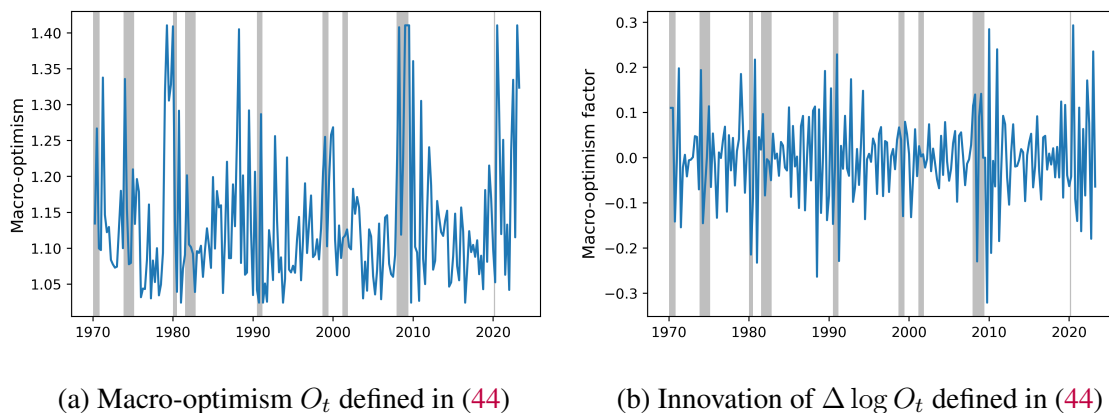 1.40
1.35
1.30
1.25
1.20
1.15
1.10
1.05
Macro-optimism
1970 1980 1990 2000 2010 2020
0.3
0.2
0.1
0.0
−0.1
−0.2
−0.3
Macro-optimism factor
1970 1980 1990 2000 2010 2020
(a) Macro-optimism O_t defined in (44)
(b) Innovation of Δ log O_t defined in (44)